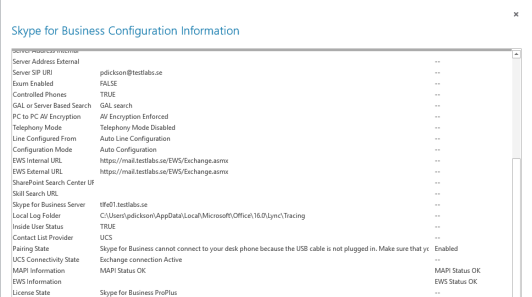 Skype for Business Configuration Information
Server Address Internal
Server Address External --
Server SIP URI pdickson@testlabs.se --
Exum Enabled FALSE --
Controlled Phones TRUE --
GAL or Server Based Search GAL search --
PC to PC AV Encryption AV Encryption Enforced --
Telephony Mode Telephony Mode Disabled --
Line Configured From Auto Line Configuration --
Configuration Mode Auto Configuration --
EWS Internal URL https://mail.testlabs.se/EWS/Exchange.asmx --
EWS External URL https://mail.testlabs.se/EWS/Exchange.asmx --
SharePoint Search Center UR --
Skill Search URL --
Skype for Business Server tlfe01.testlabs.se --
Local Log Folder C:\Users\pdickson\AppData\Local\Microsoft\Office\16.0\Lync\Tracing --
Inside User Status TRUE --
Contact List Provider UCS --
Pairing State Skype for Business cannot connect to your desk phone because the USB cable is not plugged in. Make sure that yo Enabled
UCS Connectivity State Exchange connection Active --
MAPI Information MAPI Status OK MAPI Status OK
EWS Information EWS Status OK
License State Skype for Business ProPlus --